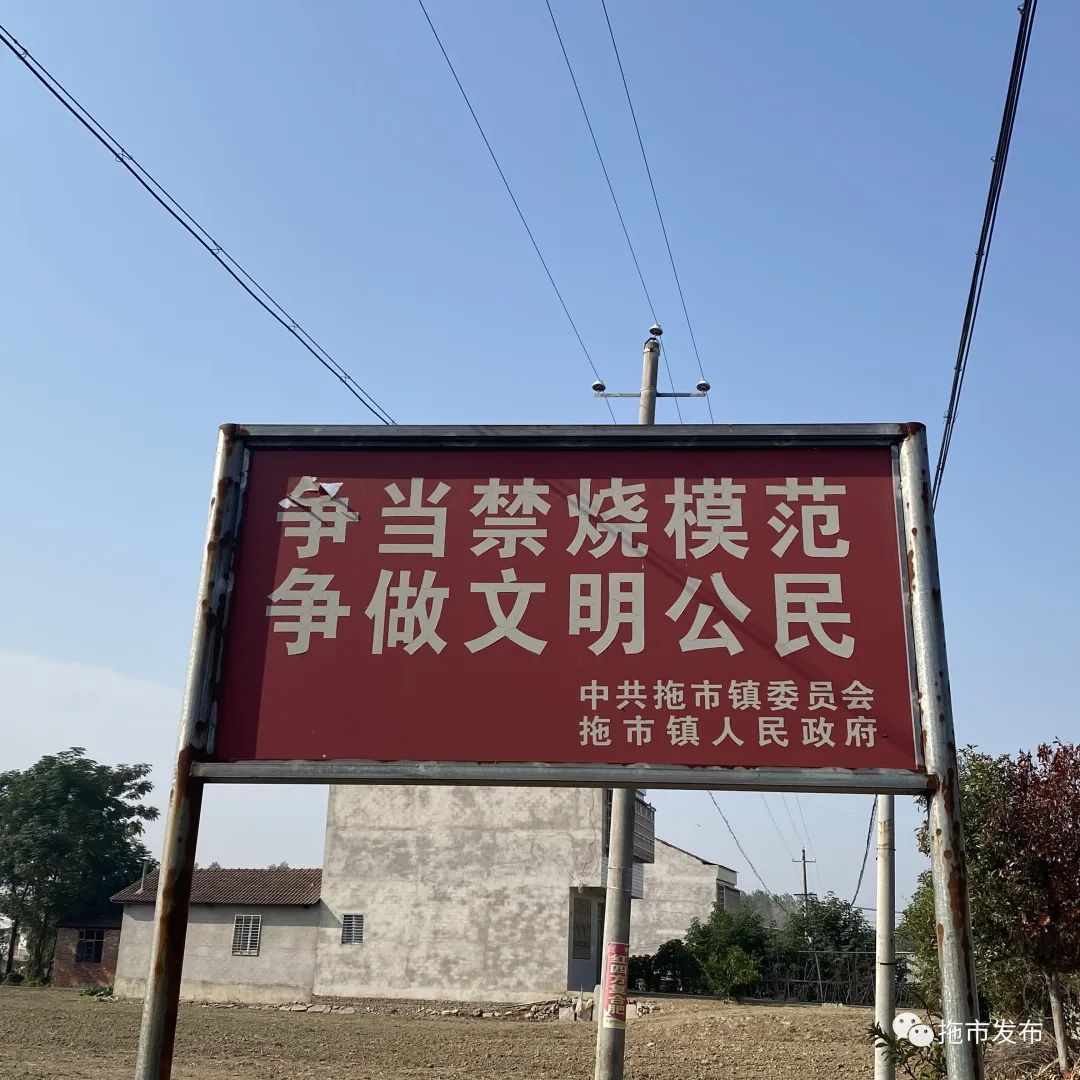 争当禁烧模范
争做文明公民
中共拖市镇委员会
拖市镇人民政府
拖市发布